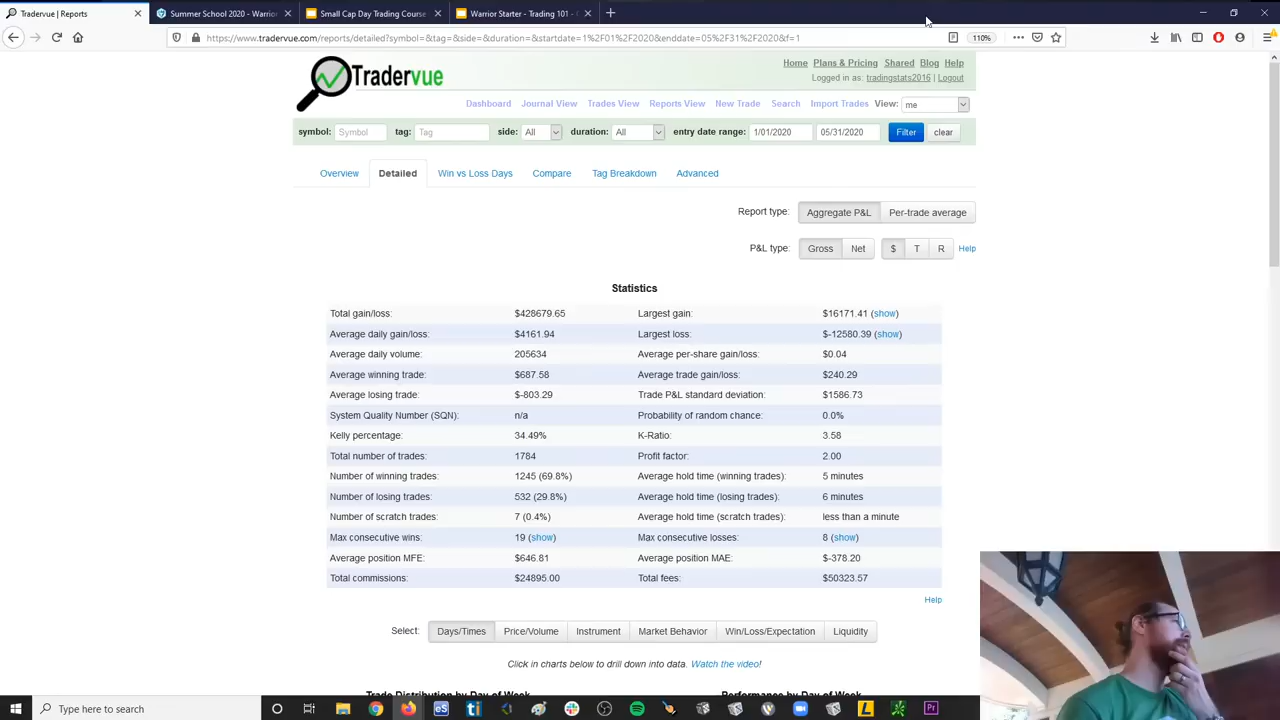 Tradervue | Reports
Summer School 2020 - Warrio
Small Cap Day Trading Course
Warrior Starter - Trading 101 -
https://www.tradervue.com/reports/detailed?symbol=&tag=&side=&duration=&startdate=1%2F01%2F2020&enddate=05%2F31%2F2020&f=1
110%
Tradervue
Home Plans & Pricing Shared Blog Help
Logged in as: tradingstats2016 | Logout
Dashboard Journal View Trades View Reports View New Trade Search Import Trades View: me
symbol: Symbol tag: Tag side: All duration: All entry date range: 1/01/2020 05/31/2020 Filter clear
Overview Detailed Win vs Loss Days Compare Tag Breakdown Advanced
Report type: Aggregate P&L Per-trade average
P&L type: Gross Net $ T R Help
Statistics
Total gain/loss: $428679.65 Largest gain: $16171.41 (show)
Average daily gain/loss: $4161.94 Largest loss: $-12580.39 (show)
Average daily volume: 205634 Average per-share gain/loss: $0.04
Average winning trade: $687.58 Average trade gain/loss: $240.29
Average losing trade: $-803.29 Trade P&L standard deviation: $1586.73
System Quality Number (SQN): n/a Probability of random chance: 0.0%
Kelly percentage: 34.49% K-Ratio: 3.58
Total number of trades: 1784 Profit factor: 2.00
Number of winning trades: 1245 (69.8%) Average hold time (winning trades): 5 minutes
Number of losing trades: 532 (29.8%) Average hold time (losing trades): 6 minutes
Number of scratch trades: 7 (0.4%) Average hold time (scratch trades): less than a minute
Max consecutive wins: 19 (show) Max consecutive losses: 8 (show)
Average position MFE: $646.81 Average position MAE: $-378.20
Total commissions: $24895.00 Total fees: $50323.57
Help
Select: Days/Times Price/Volume Instrument Market Behavior Win/Loss/Expectation Liquidity
Click in charts below to drill down into data. Watch the video!
Trade Distribution by Day of Week Performance by Day of Week
Type here to search